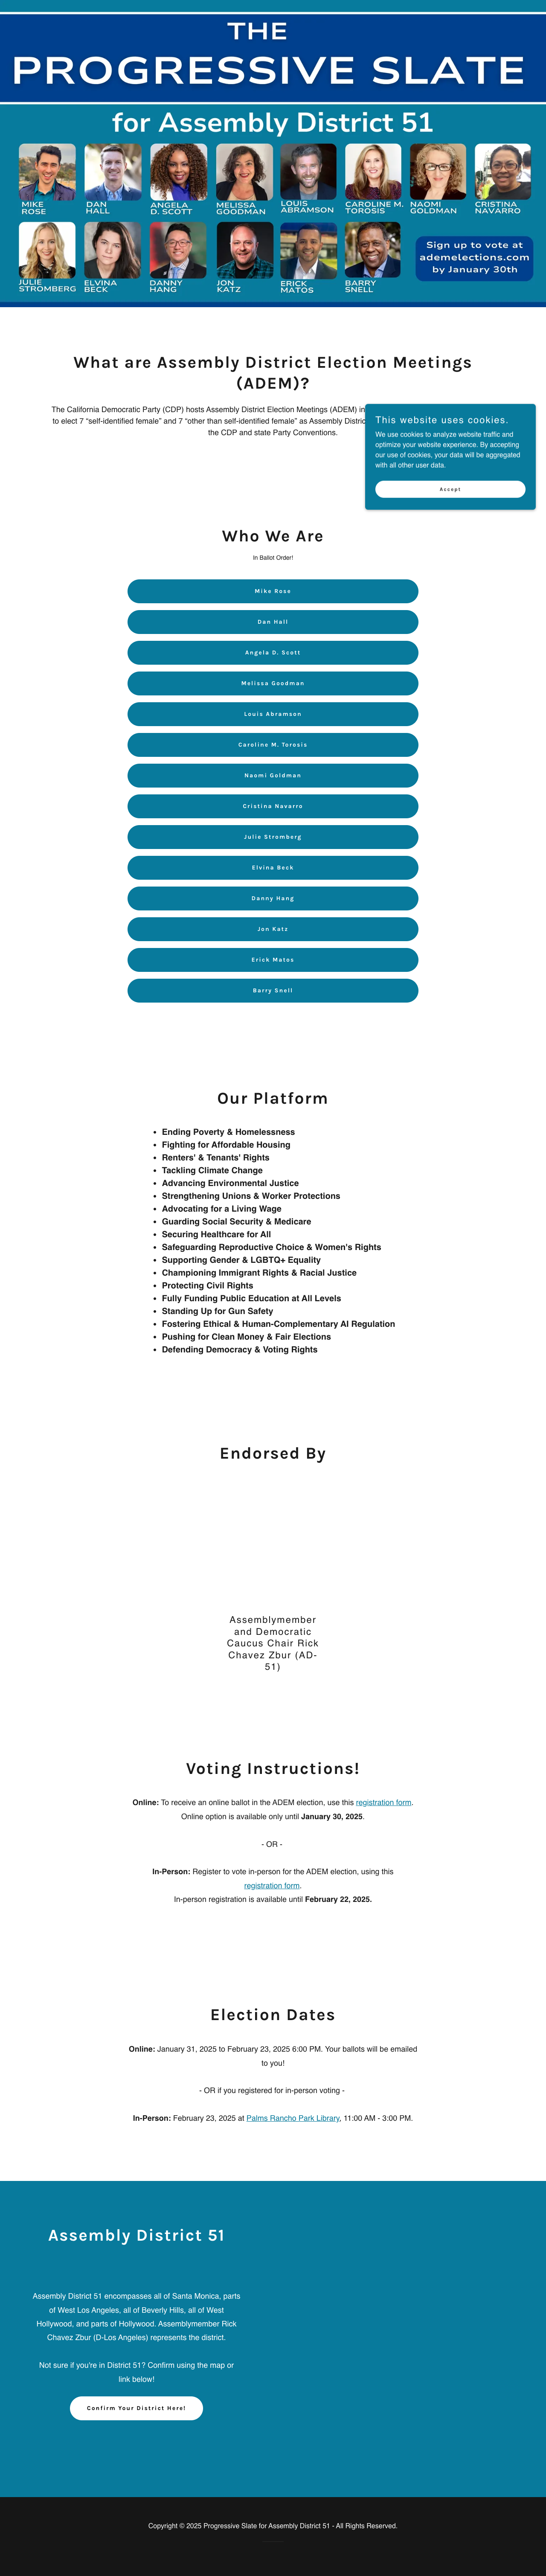 THE
PROGRESSIVE SLATE
for Assembly District 51
MIKE
ROSE
DAN
HALL
ANGELA
D. SCOTT
MELISSA
GOODMAN
LOUIS
ABRAMSON
CAROLINE M.
TOROSIS
NAOMI
GOLDMAN
CRISTINA
NAVARRO
JULIE
STROMBERG
ELVINA
BECK
DANNY
HANG
JON
KATZ
ERICK
MATOS
BARRY
SNELL
Sign up to vote at
ademelections.com
by January 30th
What are Assembly District Election Meetings
(ADEM)?
The California Democratic Party (CDP) hosts Assembly District Election Meetings (ADEM) in
to elect 7 “self-identified female” and 7 “other than self-identified female” as Assembly
the CDP and state Party Conventions.
This website uses cookies.
We use cookies to analyze website traffic and
optimize your website experience. By accepting
our use of cookies, your data will be aggregated
with all other user data.
Accept
Who We Are
In Ballot Order!
Mike Rose
Dan Hall
Angela D. Scott
Melissa Goodman
Louis Abramson
Caroline M. Torosis
Naomi Goldman
Cristina Navarro
Julie Stromberg
Elvina Beck
Danny Hang
Jon Katz
Erick Matos
Barry Snell
Our Platform
• Ending Poverty & Homelessness
• Fighting for Affordable Housing
• Renters' & Tenants' Rights
• Tackling Climate Change
• Advancing Environmental Justice
• Strengthening Unions & Worker Protections
• Advocating for a Living Wage
• Guarding Social Security & Medicare
• Securing Healthcare for All
• Safeguarding Reproductive Choice & Women's Rights
• Supporting Gender & LGBTQ+ Equality
• Championing Immigrant Rights & Racial Justice
• Protecting Civil Rights
• Fully Funding Public Education at All Levels
• Standing Up for Gun Safety
• Fostering Ethical & Human-Complementary AI Regulation
• Pushing for Clean Money & Fair Elections
• Defending Democracy & Voting Rights
Endorsed By
Assemblymember
and Democratic
Caucus Chair Rick
Chavez Zbur (AD-
51)
Voting Instructions!
Online: To receive an online ballot in the ADEM election, use this registration form.
Online option is available only until January 30, 2025.
- OR -
In-Person: Register to vote in-person for the ADEM election, using this
registration form.
In-person registration is available until February 22, 2025.
Election Dates
Online: January 31, 2025 to February 23, 2025 6:00 PM. Your ballots will be emailed
to you!
- OR if you registered for in-person voting -
In-Person: February 23, 2025 at Palms Rancho Park Library, 11:00 AM - 3:00 PM.
Assembly District 51
Assembly District 51 encompasses all of Santa Monica, parts
of West Los Angeles, all of Beverly Hills, all of West
Hollywood, and parts of Hollywood. Assemblymember Rick
Chavez Zbur (D-Los Angeles) represents the district.
Not sure if you're in District 51? Confirm using the map or
link below!
Confirm Your District Here!
Copyright © 2025 Progressive Slate for Assembly District 51 - All Rights Reserved.